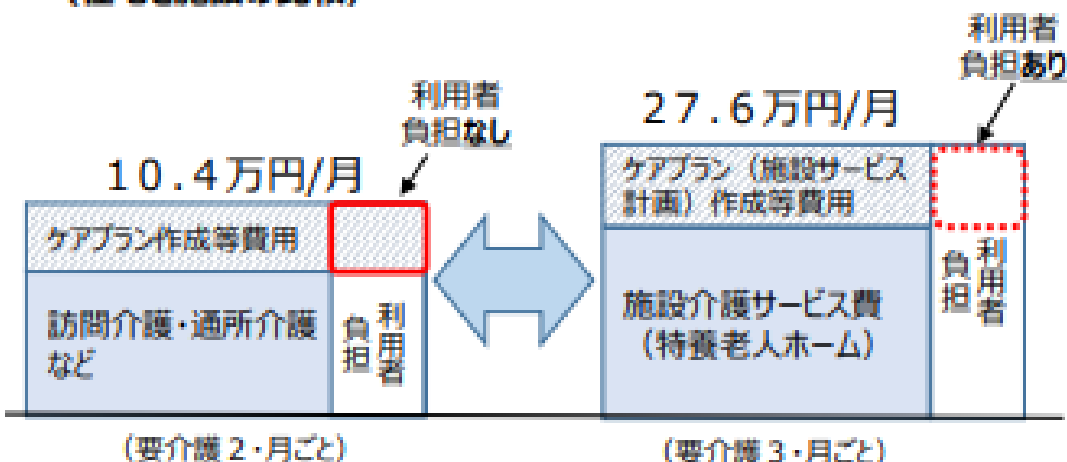 利用者
負担あり
27.6万円/月
利用者
負担なし
10.4万円/月
ケアプラン（施設サービス
計画）作成等費用
ケアプラン作成等費用
利用者
負担
施設介護サービス費
（特養老人ホーム）
訪問介護・通所介護
など
利用者
負担
（要介護２・月ごと）
（要介護３・月ごと）